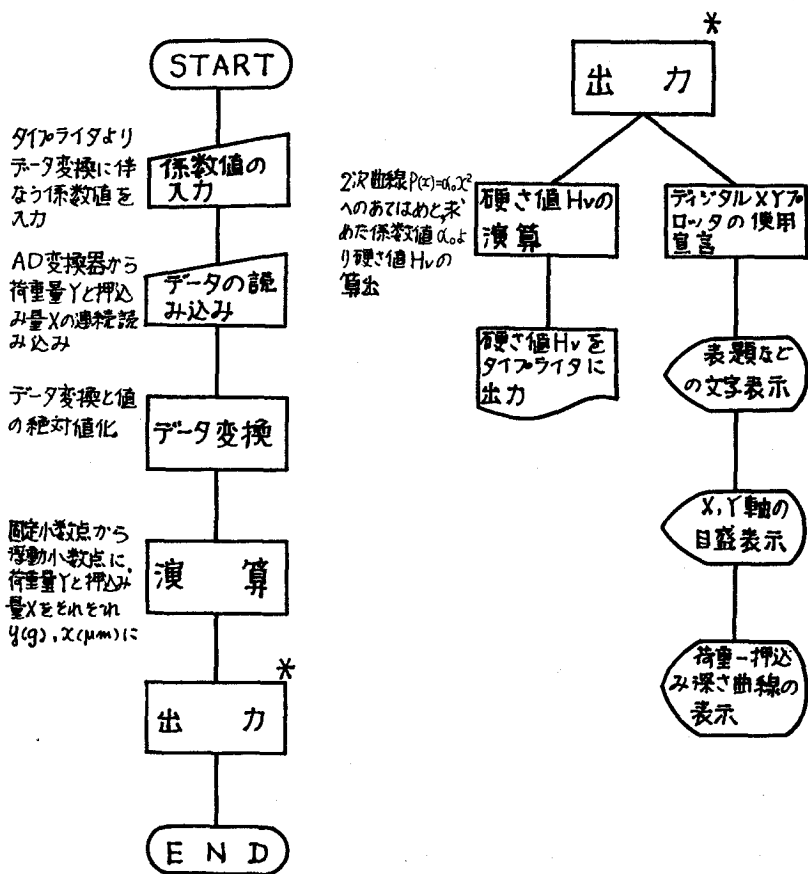 START
タイプライタより
データ変換に伴
なう係数値を
入力
係数値の
入力
AD変換器から
荷重量Yと押込
み量Xの連続読
み込み
データの読
み込み
データ変換と値
の絶対値化
データ変換
固定小数点から
浮動小数点に,
荷重量Yと押込み
量Xをそれぞれ
y(g), x(μm)に
演 算
*
出 力
END
*
出 力
2次曲線P(x)=α₀x²
へのあてはめと,求
めた係数値α₀よ
り硬さ値Hvの
算出
硬さ値Hvの
演算
硬さ値Hvを
タイプライタに
出力
ディジタルXYプ
ロッタの使用
宣言
表題など
の文字表示
X,Y軸の
目盛表示
荷重-押込
み深さ曲線の
表示